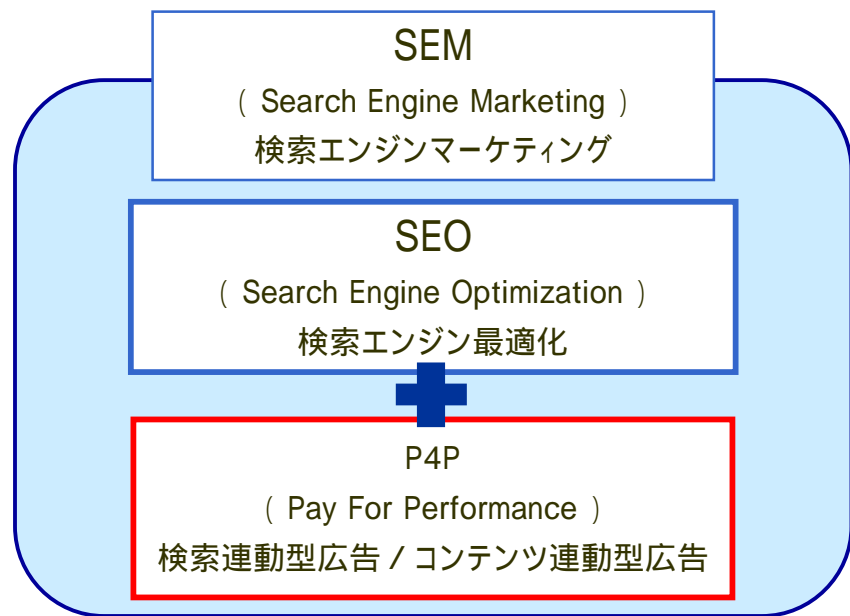 SEM
( Search Engine Marketing )
検索エンジンマーケティング
SEO
( Search Engine Optimization )
検索エンジン最適化
P4P
( Pay For Performance )
検索連動型広告 / コンテンツ連動型広告